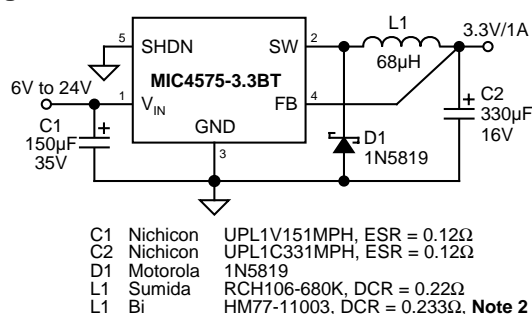 L1
3.3V/1A
5 SHDN SW 2
68µH
MIC4575-3.3BT
6V to 24V
1 VIN FB 4
C1
150µF
35V
+
GND
3
D1
1N5819
+
C2
330µF
16V
C1 Nichicon UPL1V151MPH, ESR = 0.12Ω
C2 Nichicon UPL1C331MPH, ESR = 0.12Ω
D1 Motorola 1N5819
L1 Sumida RCH106-680K, DCR = 0.22Ω
L1 Bi HM77-11003, DCR = 0.233Ω, Note 2